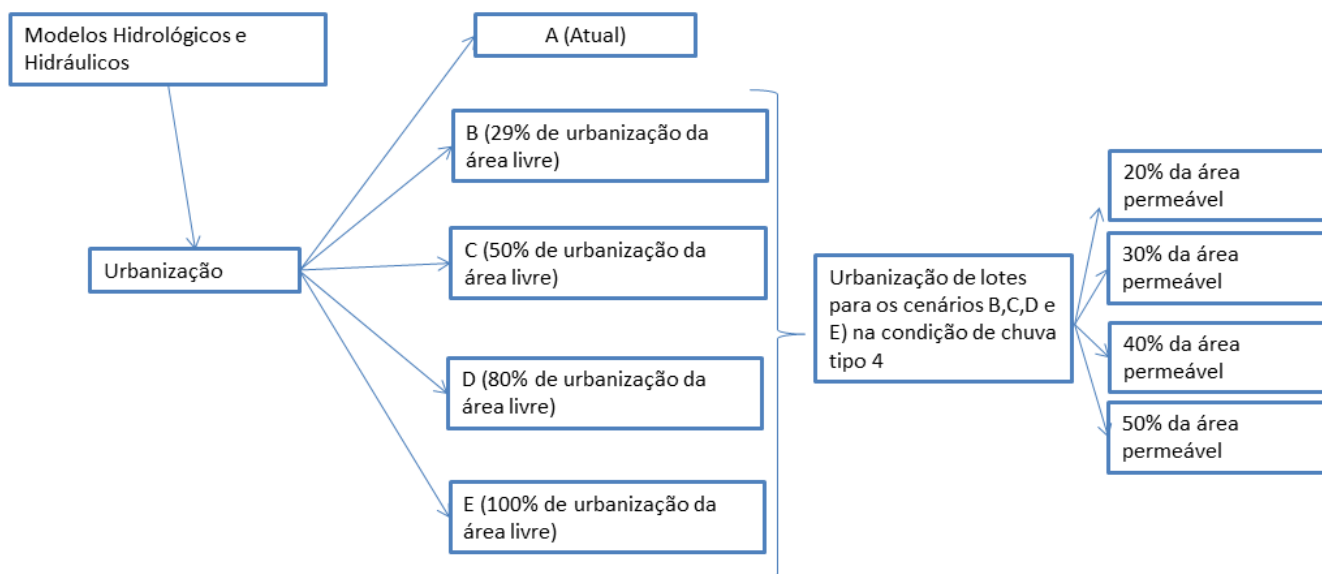 Modelos Hidrológicos e
Hidráulicos
A (Atual)
B (29% de urbanização da
área livre)
Urbanização
C (50% de urbanização da
área livre)
D (80% de urbanização da
área livre)
E (100% de urbanização da
área livre)
Urbanização de lotes
para os cenários B,C,D e
E) na condição de chuva
tipo 4
20% da área
permeável
30% da área
permeável
40% da área
permeável
50% da área
permeável